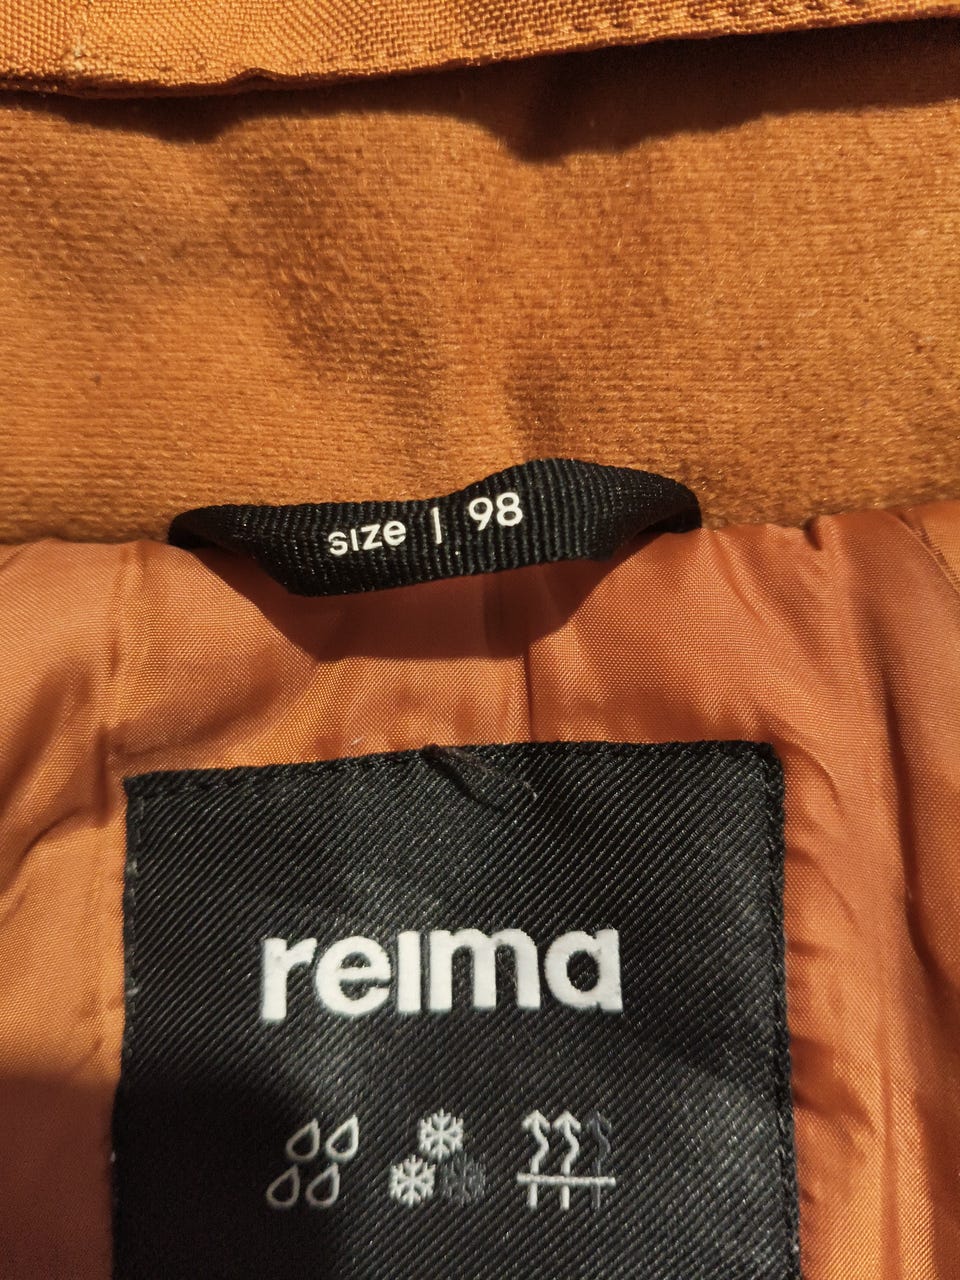 size | 98
reima